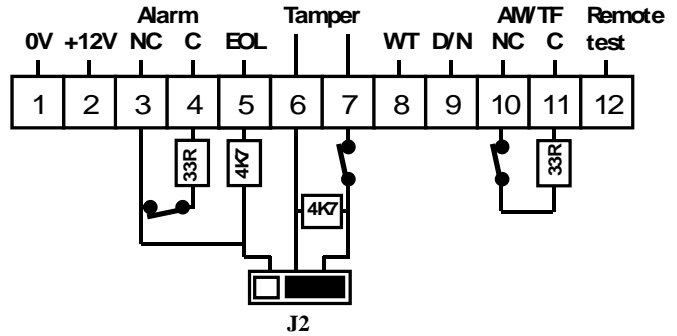 Alarm Tamper AM/TF Remote
0V +12V NC C EOL WT D/N NC C test
1 2 3 4 5 6 7 8 9 10 11 12
33R 4K7 33R
4K7
J2